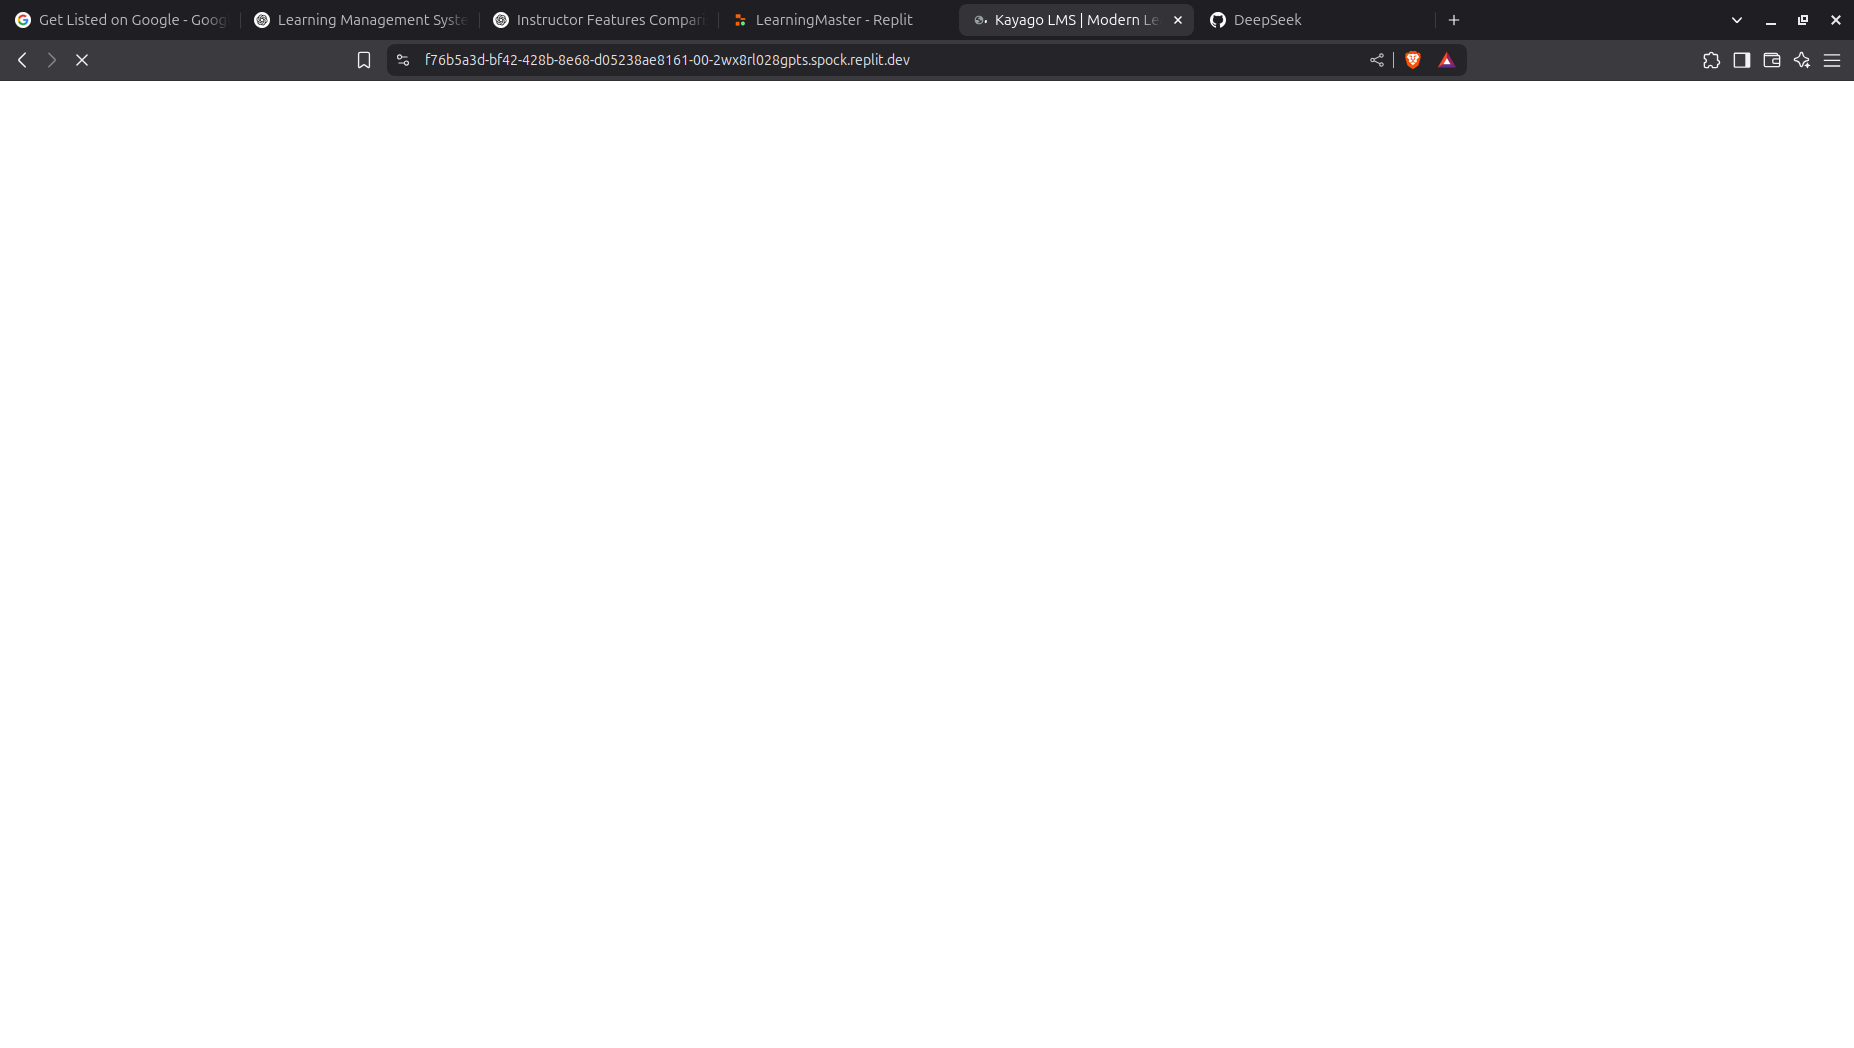 Get Listed on Google - Goog
Learning Management Syste
Instructor Features Compari
LearningMaster - Replit
Kayago LMS | Modern Le
DeepSeek
f76b5a3d-bf42-428b-8e68-d05238ae8161-00-2wx8rl028gpts.spock.replit.dev